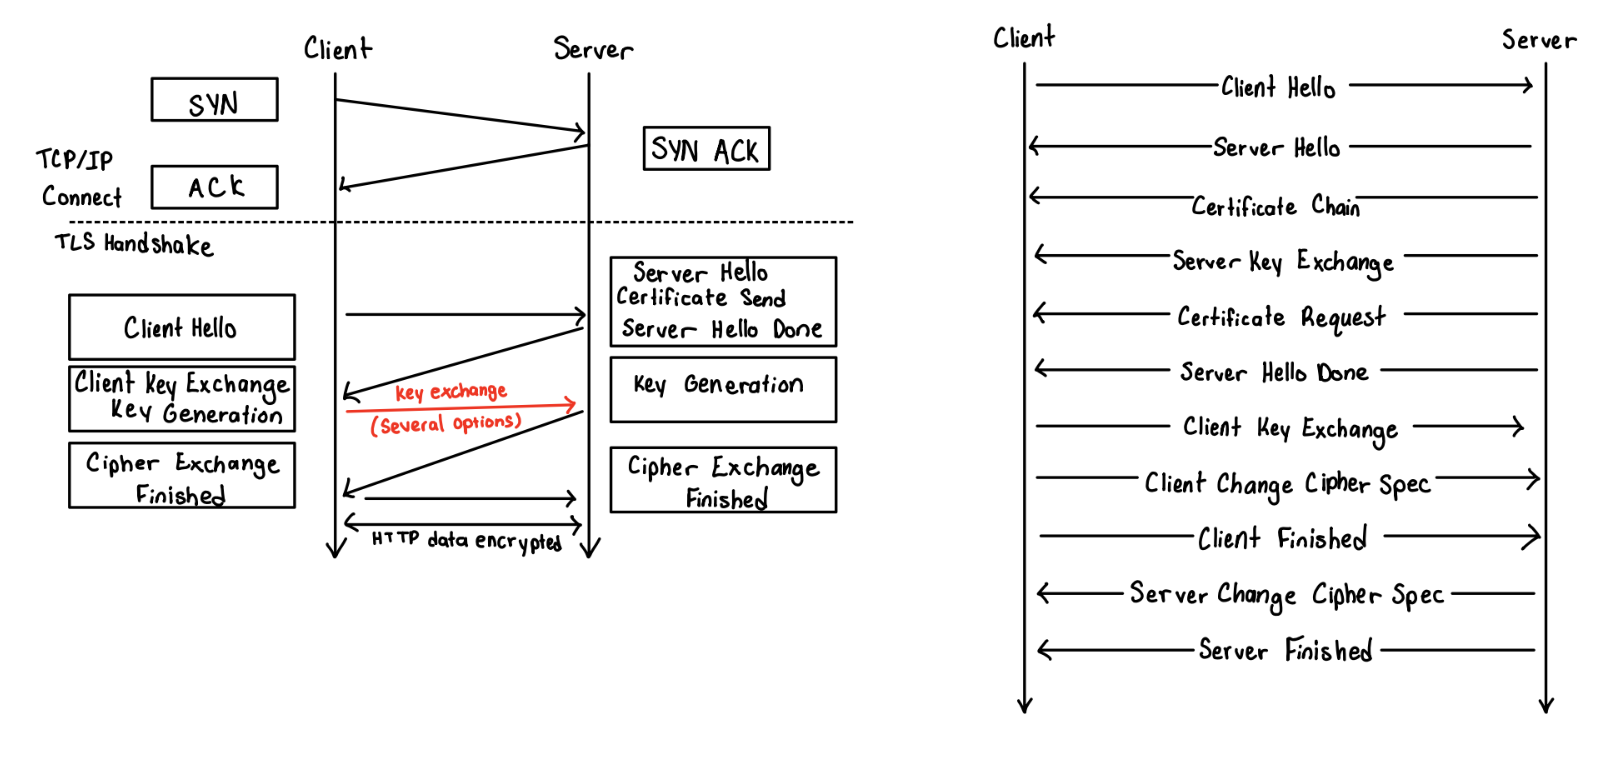 Client
Server
SYN
SYN ACK
TCP/IP
Connect
ACK
TLS Handshake
Server Hello
Certificate Send
Server Hello Done
Client Hello
Client Key Exchange
Key Generation
Key Generation
key exchange
(Several options)
Cipher Exchange
Finished
Cipher Exchange
Finished
HTTP data encrypted
Client
Server
Client Hello
Server Hello
Certificate Chain
Server Key Exchange
Certificate Request
Server Hello Done
Client Key Exchange
Client Change Cipher Spec
Client Finished
Server Change Cipher Spec
Server Finished